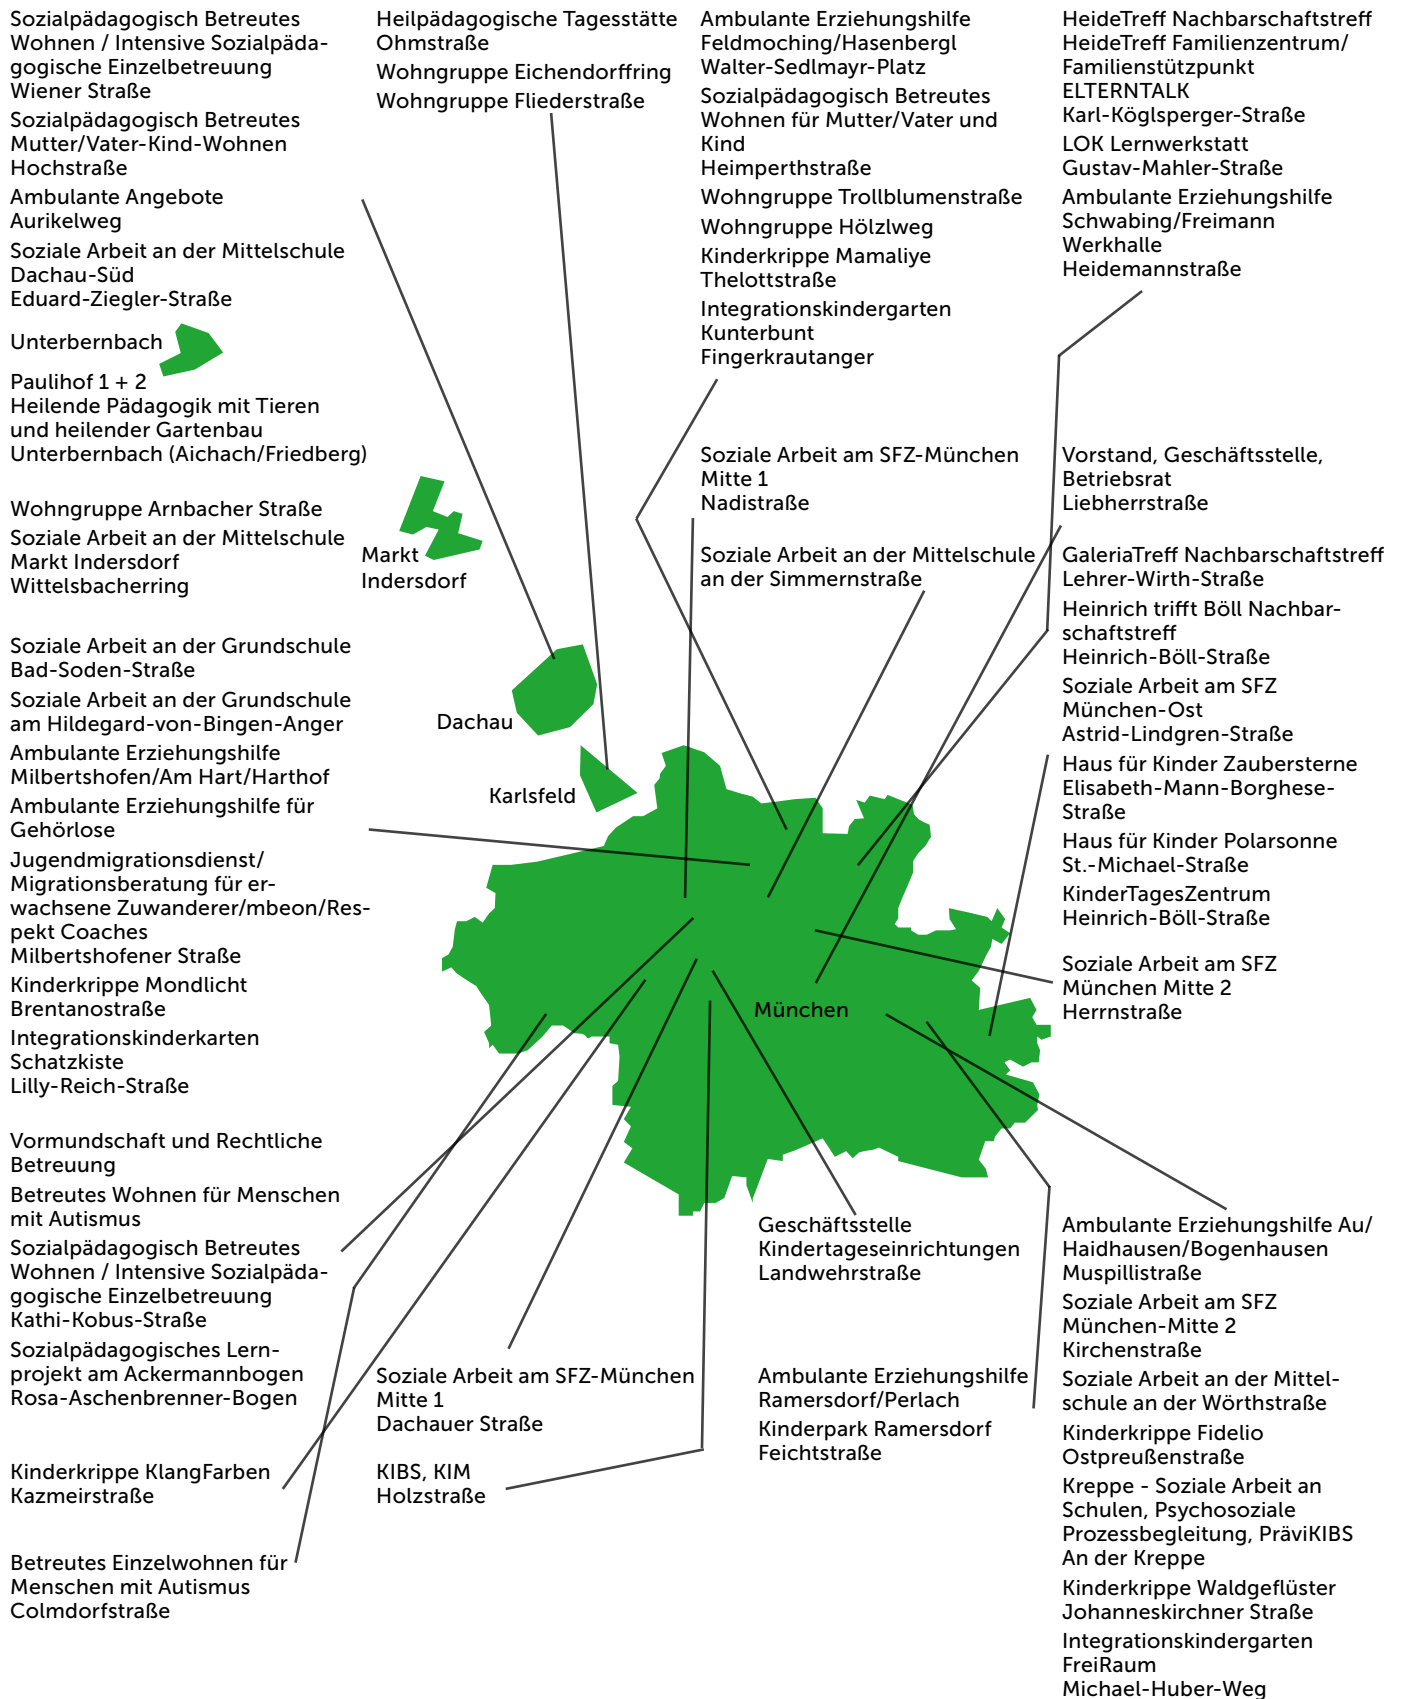 Sozialpädagogisch Betreutes
Wohnen / Intensive Sozialpäda-
gogische Einzelbetreuung
Wiener Straße
Sozialpädagogisch Betreutes
Mutter/Vater-Kind-Wohnen
Hochstraße
Ambulante Angebote
Aurikelweg
Soziale Arbeit an der Mittelschule
Dachau-Süd
Eduard-Ziegler-Straße
Unterbernbach
Paulihof 1 + 2
Heilende Pädagogik mit Tieren
und heilender Gartenbau
Unterbernbach (Aichach/Friedberg)
Wohngruppe Arnbacher Straße
Soziale Arbeit an der Mittelschule
Markt Indersdorf
Wittelsbacherring
Markt
Indersdorf
Soziale Arbeit an der Grundschule
Bad-Soden-Straße
Soziale Arbeit an der Grundschule
am Hildegard-von-Bingen-Anger
Ambulante Erziehungshilfe
Milbertshofen/Am Hart/Harthof
Ambulante Erziehungshilfe für
Gehörlose
Jugendmigrationsdienst/
Migrationsberatung für er-
wachsene Zuwanderer/mbeon/Res-
pekt Coaches
Milbertshofener Straße
Kinderkrippe Mondlicht
Brentanostraße
Integrationskinderkarten
Schatzkiste
Lilly-Reich-Straße
Vormundschaft und Rechtliche
Betreuung
Betreutes Wohnen für Menschen
mit Autismus
Sozialpädagogisch Betreutes
Wohnen / Intensive Sozialpäda-
gogische Einzelbetreuung
Kathi-Kobus-Straße
Sozialpädagogisches Lern-
projekt am Ackermannbogen
Rosa-Aschenbrenner-Bogen
Kinderkrippe KlangFarben
Kazmeirstraße
Betreutes Einzelwohnen für
Menschen mit Autismus
Colmdorfstraße
Heilpädagogische Tagesstätte
Ohmstraße
Wohngruppe Eichendorffring
Wohngruppe Fliederstraße
Dachau
Karlsfeld
München
Soziale Arbeit am SFZ-München
Mitte 1
Dachauer Straße
KIBS, KIM
Holzstraße
Ambulante Erziehungshilfe
Feldmoching/Hasenbergl
Walter-Sedlmayr-Platz
Sozialpädagogisch Betreutes
Wohnen für Mutter/Vater und
Kind
Heimperthstraße
Wohngruppe Trollblumenstraße
Wohngruppe Hölzlweg
Kinderkrippe Mamaliye
Thelottstraße
Integrationskindergarten
Kunterbunt
Fingerkrautanger
Soziale Arbeit am SFZ-München
Mitte 1
Nadistraße
Soziale Arbeit an der Mittelschule
an der Simmernstraße
Geschäftsstelle
Kindertageseinrichtungen
Landwehrstraße
Ambulante Erziehungshilfe
Ramersdorf/Perlach
Kinderpark Ramersdorf
Feichtstraße
HeideTreff Nachbarschaftstreff
HeideTreff Familienzentrum/
Familienstützpunkt
ELTERNTALK
Karl-Köglsperger-Straße
LOK Lernwerkstatt
Gustav-Mahler-Straße
Ambulante Erziehungshilfe
Schwabing/Freimann
Werkhalle
Heidemannstraße
Vorstand, Geschäftsstelle,
Betriebsrat
Liebherrstraße
GaleriaTreff Nachbarschaftstreff
Lehrer-Wirth-Straße
Heinrich trifft Böll Nachbar-
schaftstreff
Heinrich-Böll-Straße
Soziale Arbeit am SFZ
München-Ost
Astrid-Lindgren-Straße
Haus für Kinder Zaubersterne
Elisabeth-Mann-Borghese-
Straße
Haus für Kinder Polarsonne
St.-Michael-Straße
KinderTagesZentrum
Heinrich-Böll-Straße
Soziale Arbeit am SFZ
München Mitte 2
Herrnstraße
Ambulante Erziehungshilfe Au/
Haidhausen/Bogenhausen
Muspillistraße
Soziale Arbeit am SFZ
München-Mitte 2
Kirchenstraße
Soziale Arbeit an der Mittel-
schule an der Wörthstraße
Kinderkrippe Fidelio
Ostpreußenstraße
Kreppe - Soziale Arbeit an
Schulen, Psychosoziale
Prozessbegleitung, PräviKIBS
An der Kreppe
Kinderkrippe Waldgeflüster
Johanneskirchner Straße
Integrationskindergarten
FreiRaum
Michael-Huber-Weg